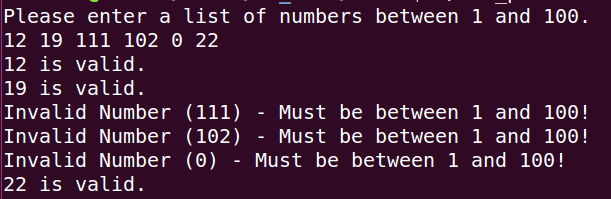 Please enter a list of numbers between 1 and 100.
12 19 111 102 0 22
12 is valid.
19 is valid.
Invalid Number (111) - Must be between 1 and 100!
Invalid Number (102) - Must be between 1 and 100!
Invalid Number (0) - Must be between 1 and 100!
22 is valid.